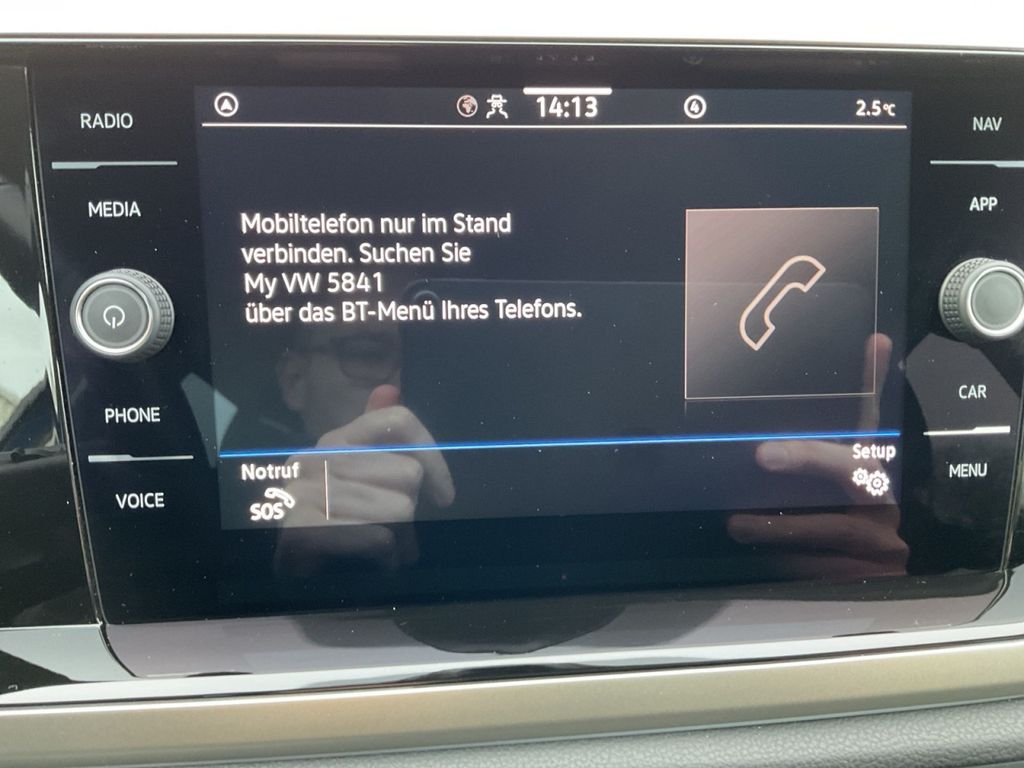 RADIO
MEDIA
PHONE
VOICE
14:13
4
2.5°C
Mobiltelefon nur im Stand
verbinden. Suchen Sie
My VW 5841
über das BT-Menü Ihres Telefons.
Notruf
SOS
Setup
NAV
APP
CAR
MENU